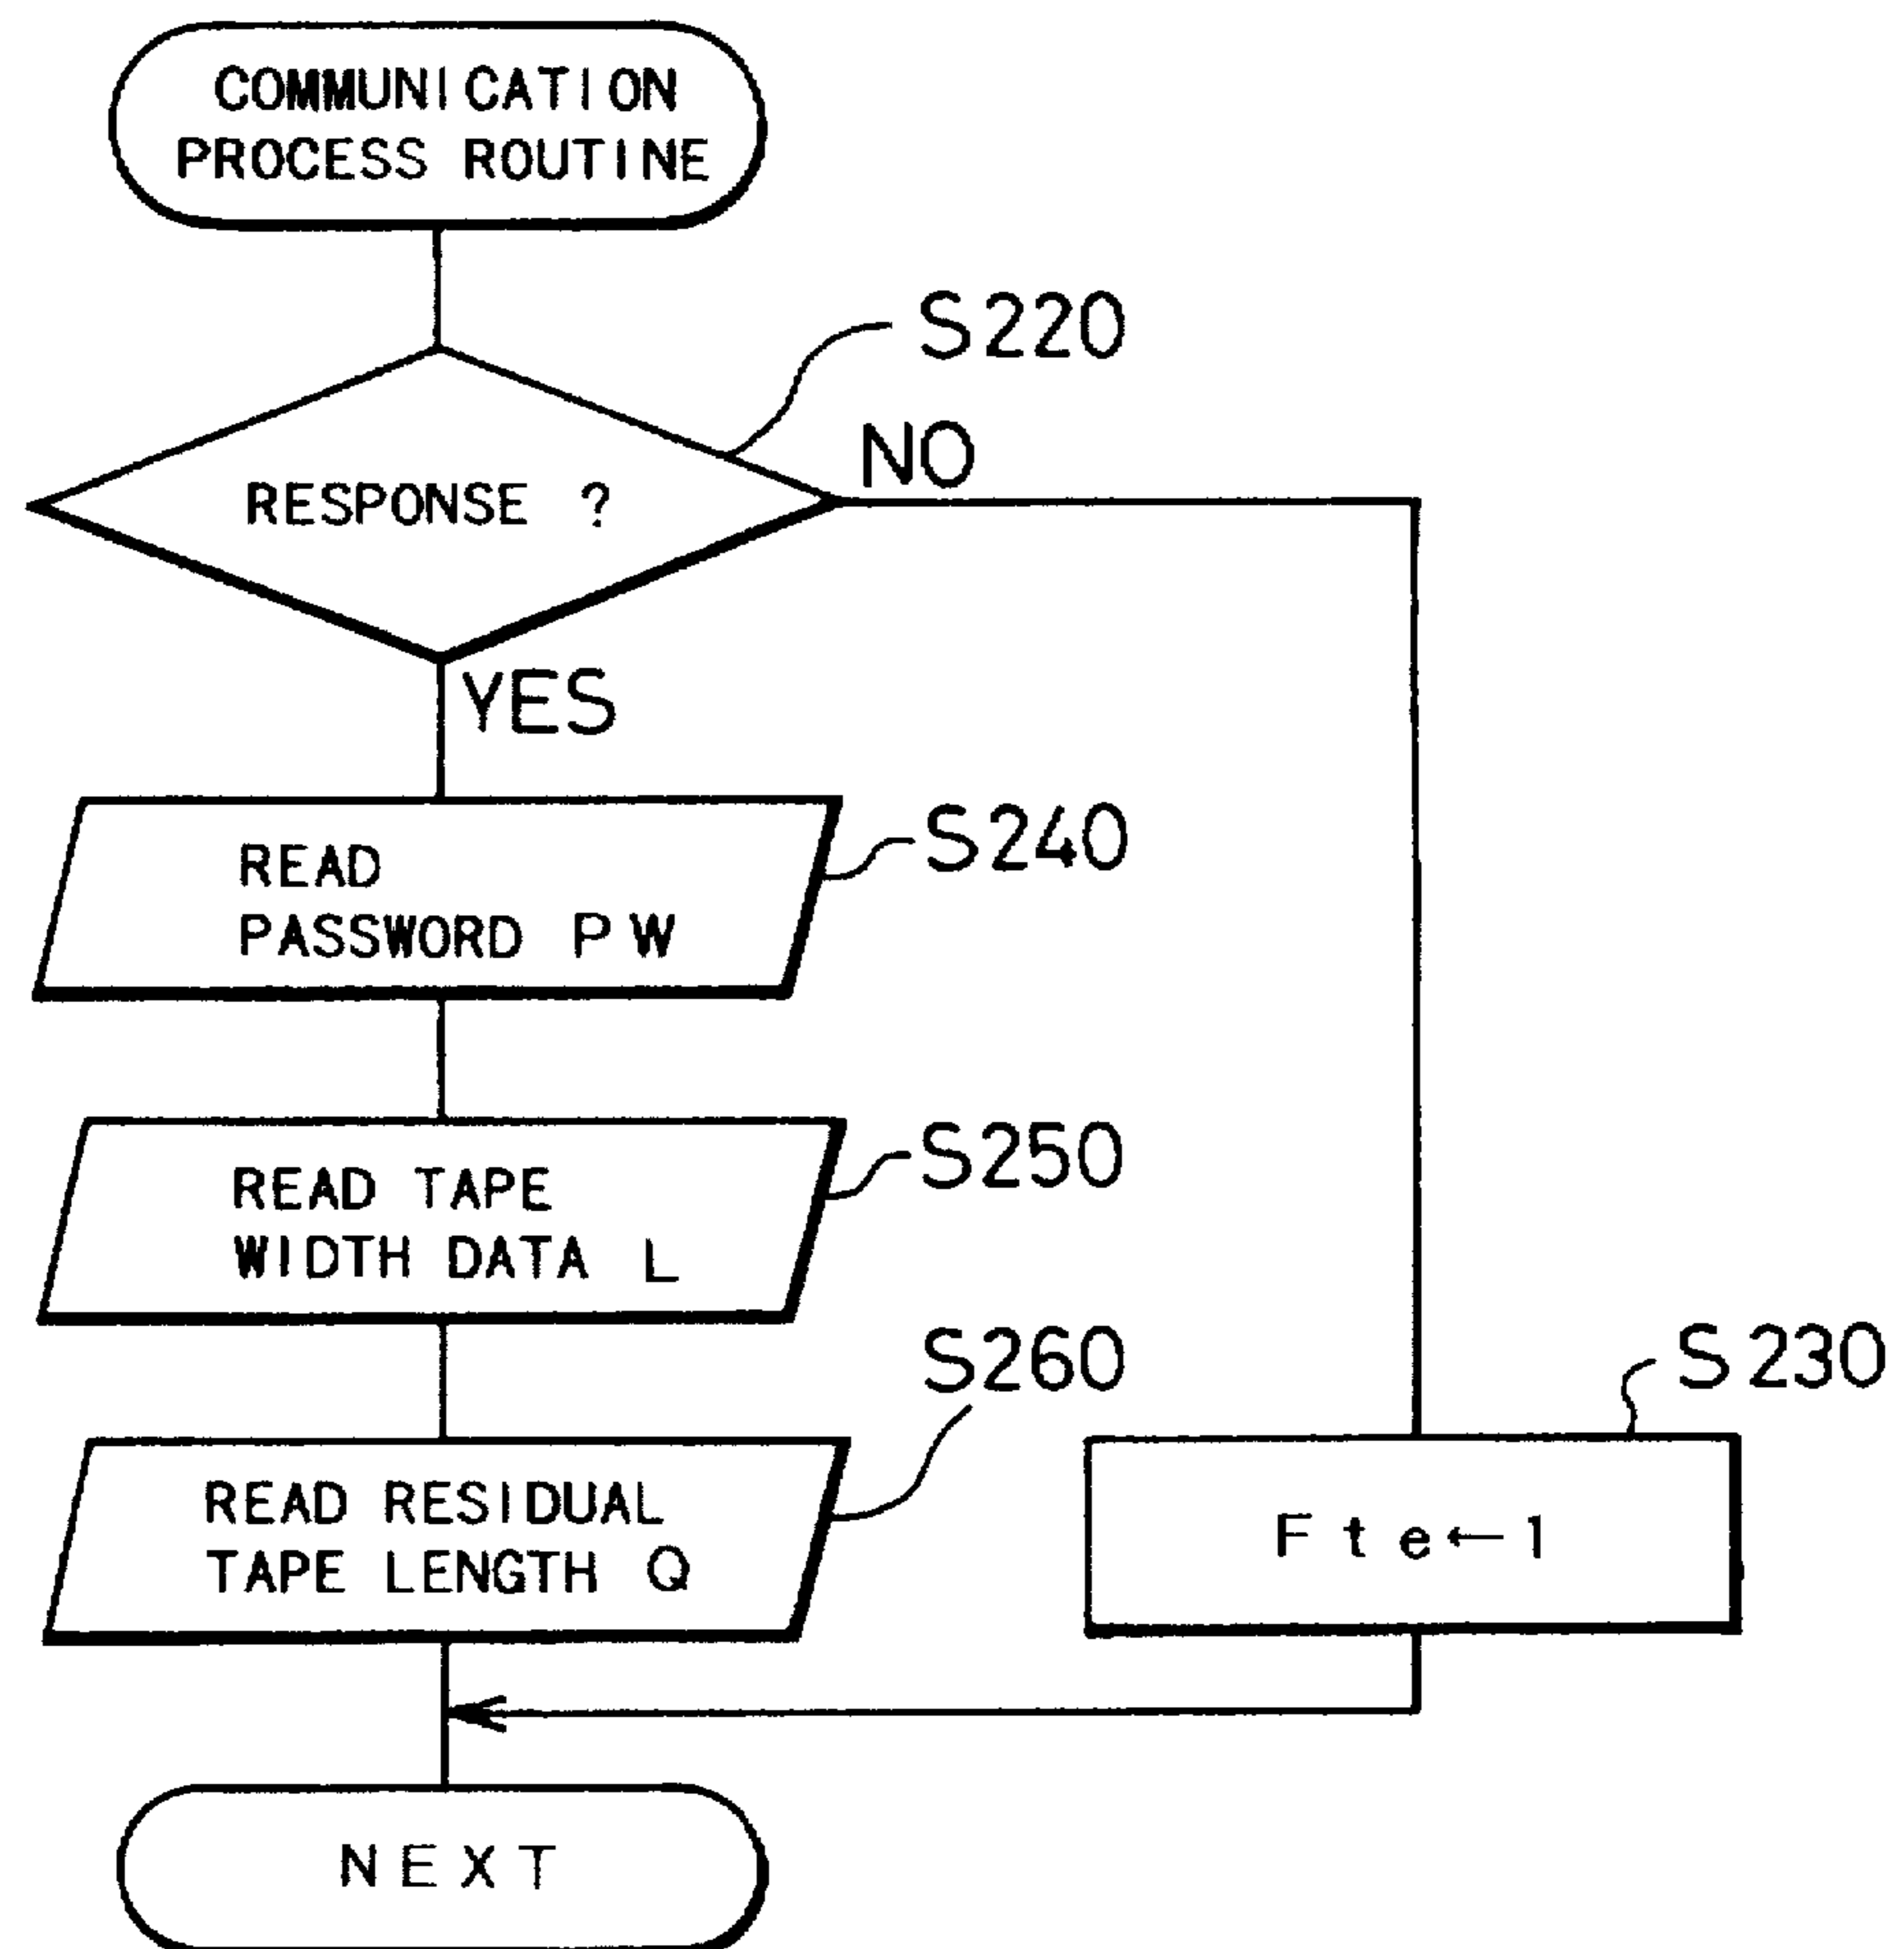 COMMUNICATION
PROCESS ROUTINE
S220
NO
RESPONSE ?
YES
S240
READ
PASSWORD PW
S250
READ TAPE
WIDTH DATA L
S260
READ RESIDUAL
TAPE LENGTH Q
S230
Fte←1
NEXT